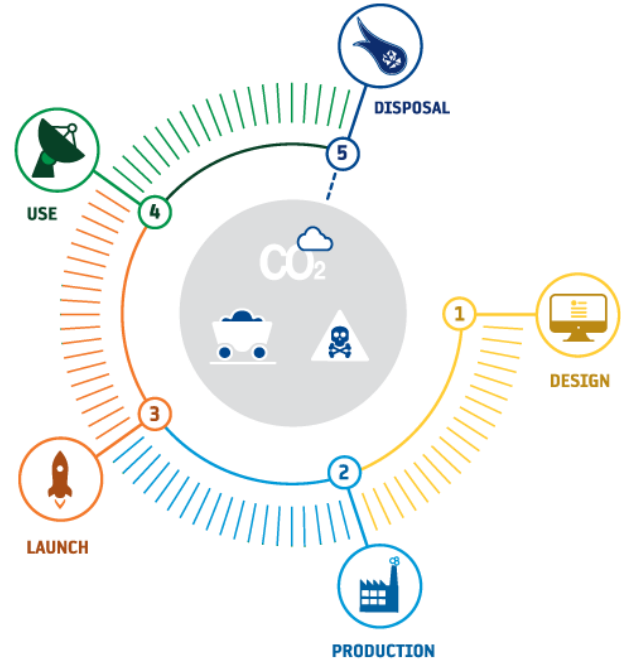 DISPOSAL
5
USE
4
CO₂
1
DESIGN
3
2
LAUNCH
PRODUCTION